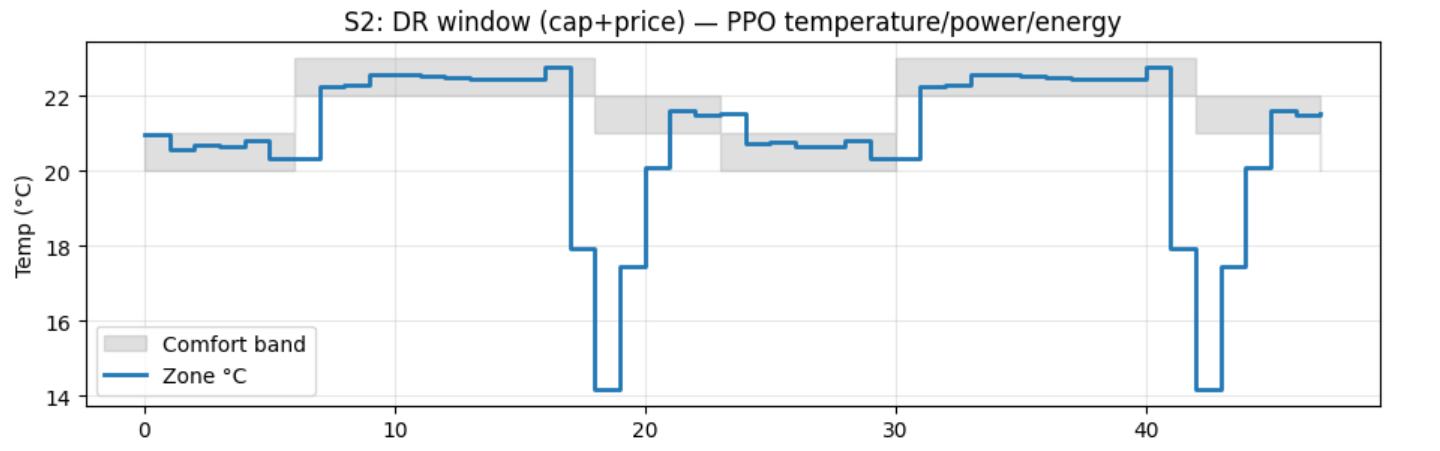 S2: DR window (cap+price) — PPO temperature/power/energy
Temp (°C)
22
20
18
16
14
Comfort band
Zone °C
0 10 20 30 40